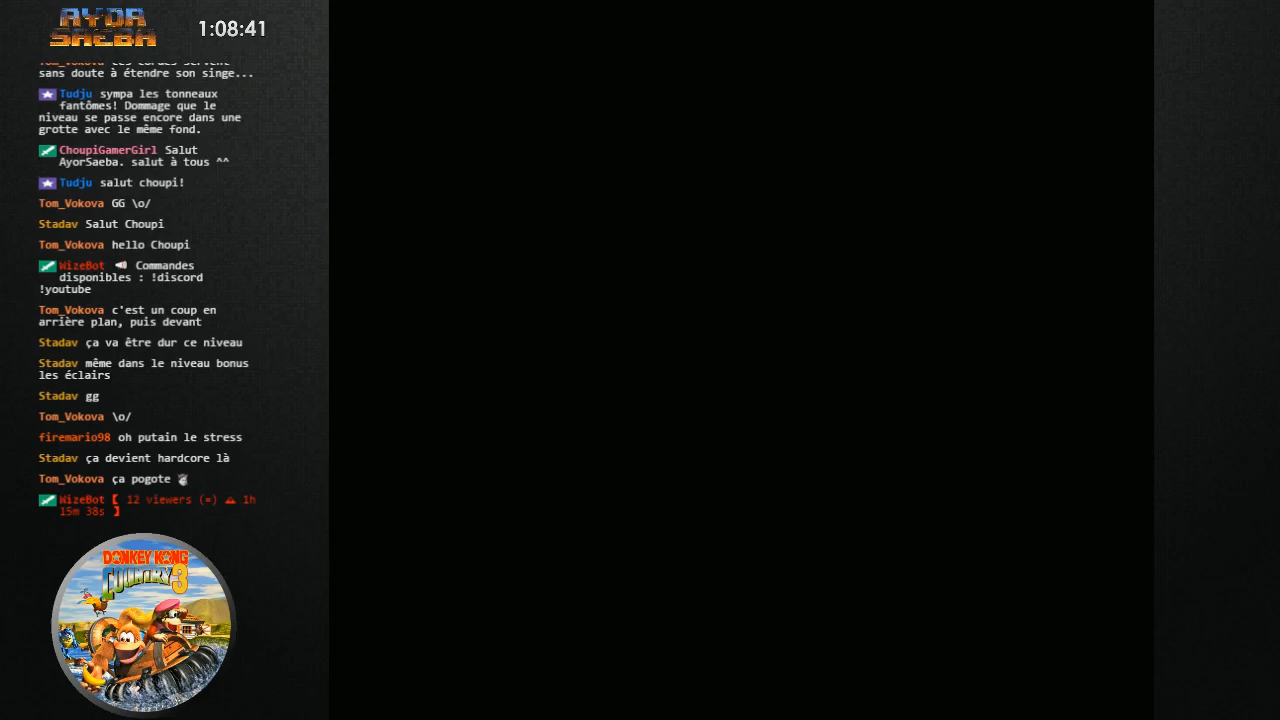 AYOR
SAEBA
1:08:41
sans doute à étendre son singe...
Tudju sympa les tonneaux
fantômes! Dommage que le
niveau se passe encore dans une
grotte avec le même fond.
ChoupiGamerGirl Salut
AyorSaeba. salut à tous ^^
Tudju salut choupi!
Tom_Vokova GG \o/
Stadav Salut Choupi
Tom_Vokova hello Choupi
WizeBot Commandes
disponibles : !discord
!youtube
Tom_Vokova c'est un coup en
arrière plan, puis devant
Stadav ça va être dur ce niveau
Stadav même dans le niveau bonus
les éclairs
Stadav gg
Tom_Vokova \o/
firemario98 oh putain le stress
Stadav ça devient hardcore là
Tom_Vokova ça pogote
WizeBot 【 12 viewers (=) 1h
15m 38s 】
DONKEY KONG
COUNTRY 3